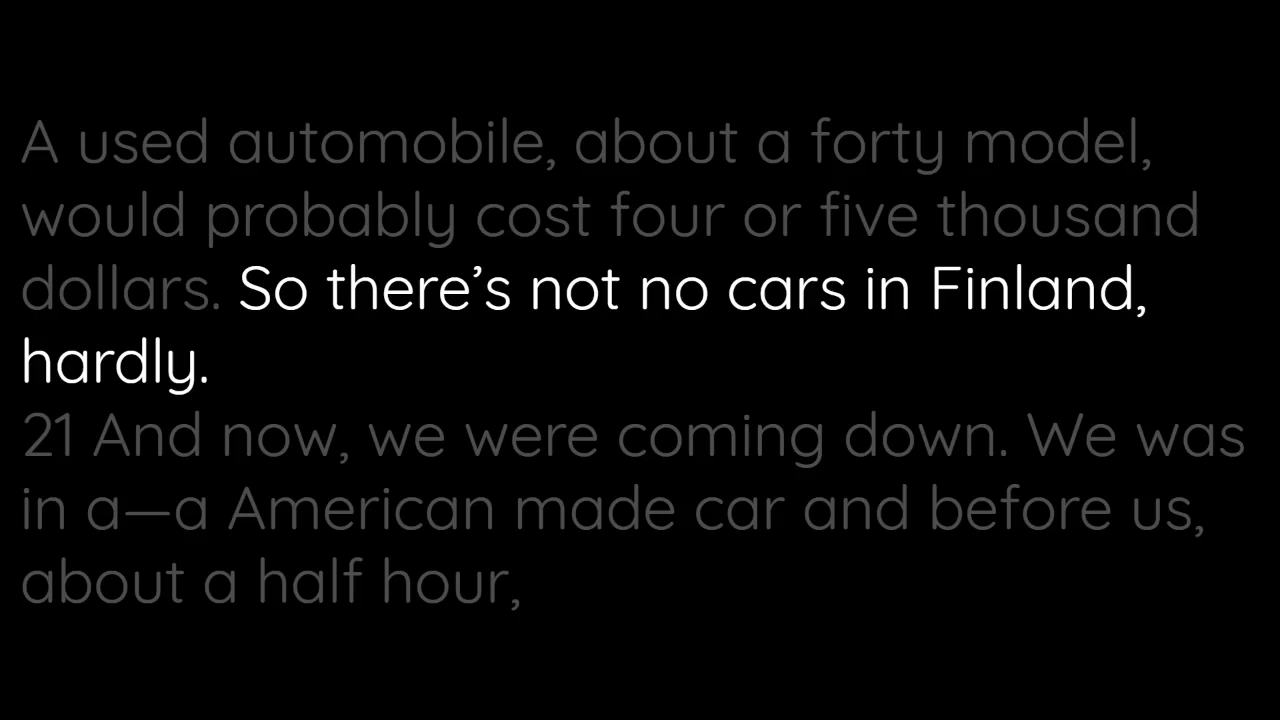 A used automobile, about a forty model,
would probably cost four or five thousand
dollars. So there’s not no cars in Finland,
hardly.
21 And now, we were coming down. We was
in a—a American made car and before us,
about a half hour,